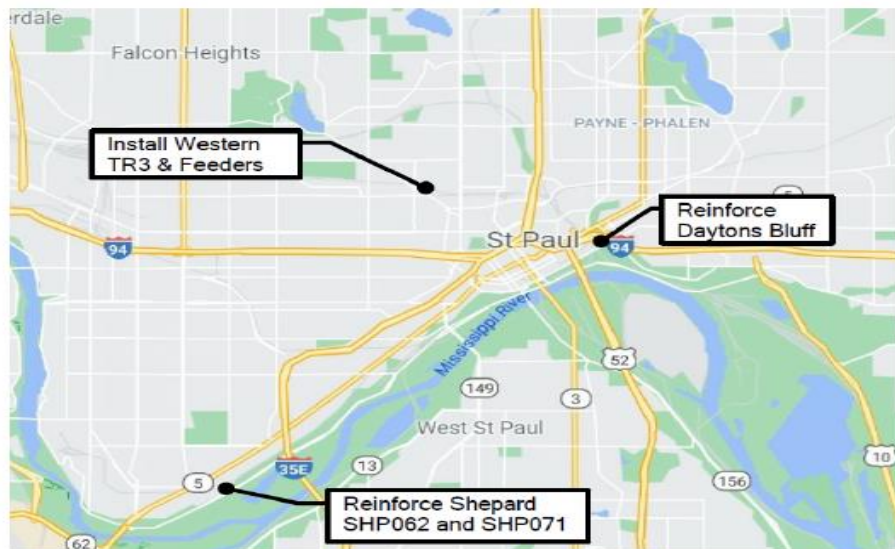 erdale
Falcon Heights
PAYNE - PHALEN
Install Western
TR3 & Feeders
5
Reinforce
Daytons Bluff
St Paul
94
94
Mississippi River
52
149
3
West St Paul
10
35E
13
5
156
Reinforce Shepard
SHP062 and SHP071
62